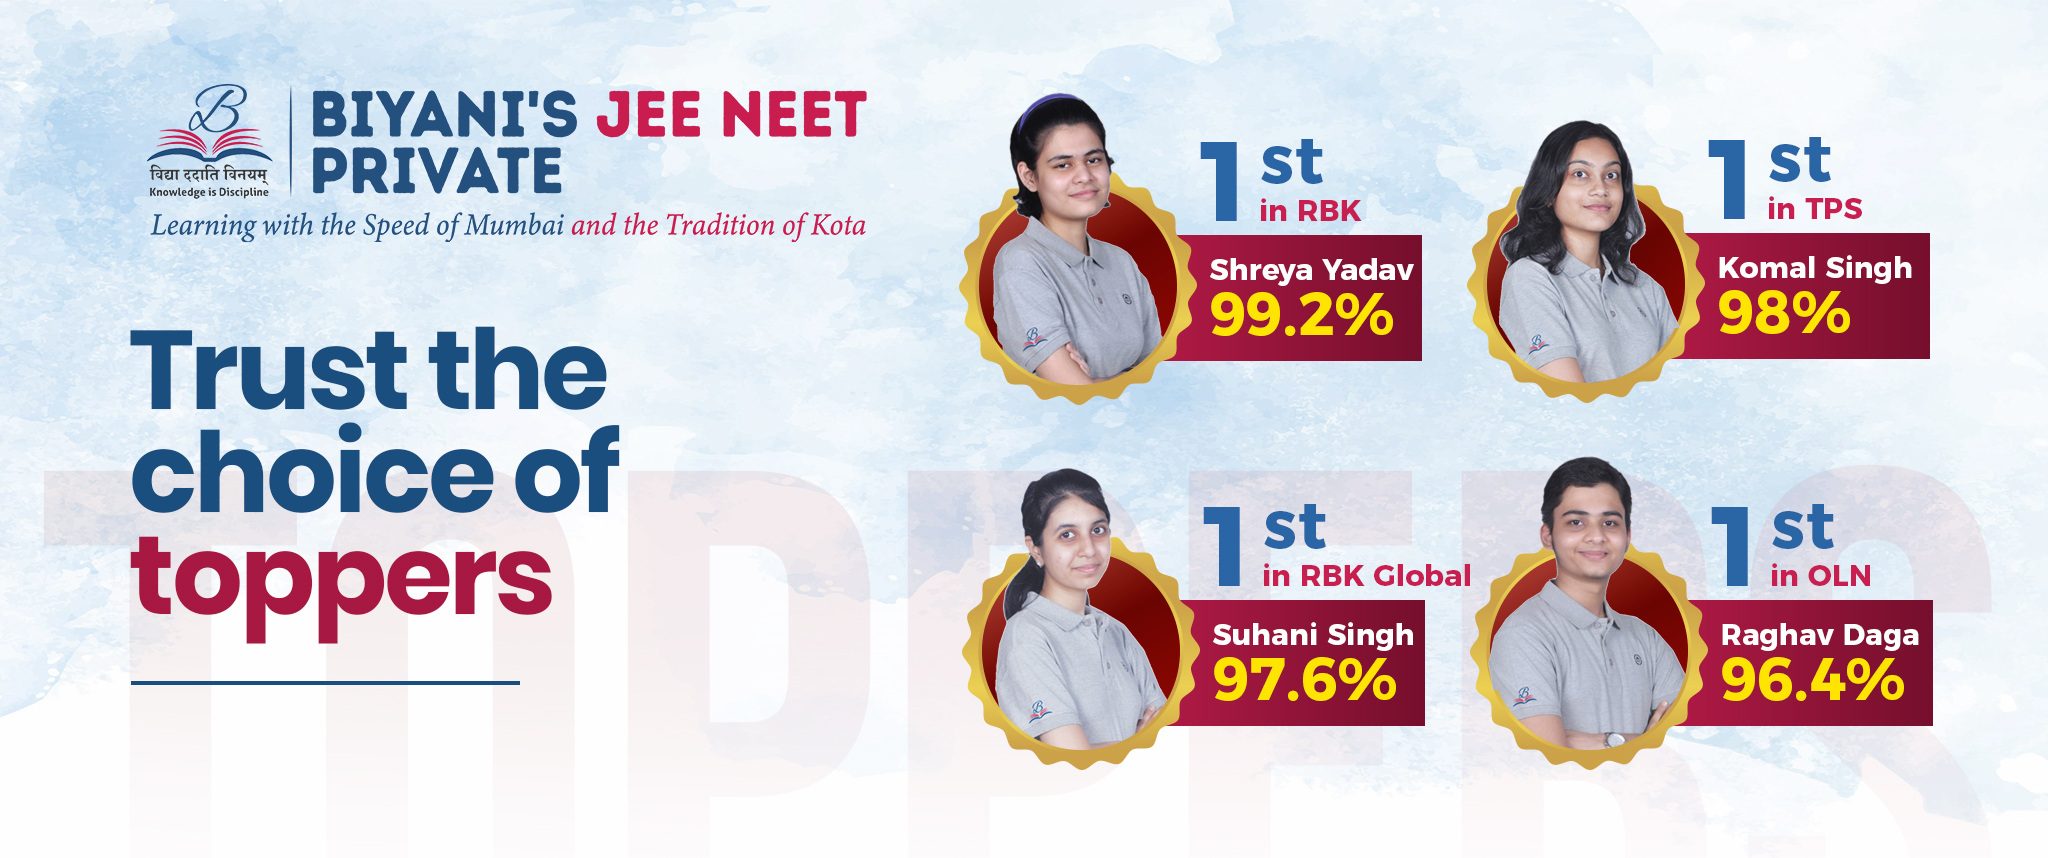 B
विद्या ददाति विनयम्
Knowledge is Discipline
BIYANI'S JEE NEET
PRIVATE
Learning with the Speed of Mumbai and the Tradition of Kota
Trust the
choice of
toppers
1st
in RBK
Shreya Yadav
99.2%
1st
in TPS
Komal Singh
98%
1st
in RBK Global
Suhani Singh
97.6%
1st
in OLN
Raghav Daga
96.4%
TOPPERS